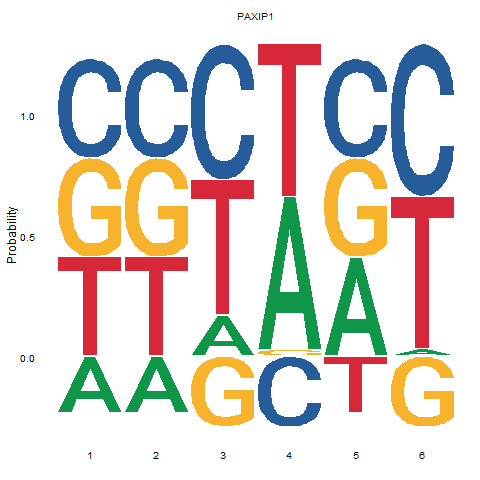 PAXIP1
Probability
1.0
0.5
0.0
C C C T C C
G G T A G T
T T A G A A
A A G C T G
1 2 3 4 5 6